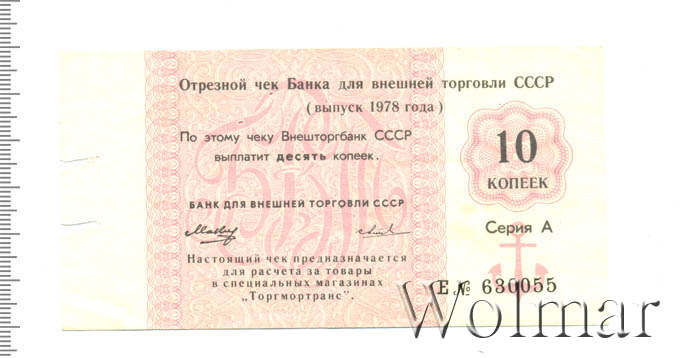 Отрезной чек Банка для внешней торговли СССР
( выпуск 1978 года )
По этому чеку Внешторгбанк СССР
выплатит десять копеек.
10
КОПЕЕК
БАНК ДЛЯ ВНЕШНЕЙ ТОРГОВЛИ СССР
Серия А
Настоящий чек предназначается
для расчета за товары
в специальных магазинах
„Торгмортранс".
Е № 630055
Wolmar